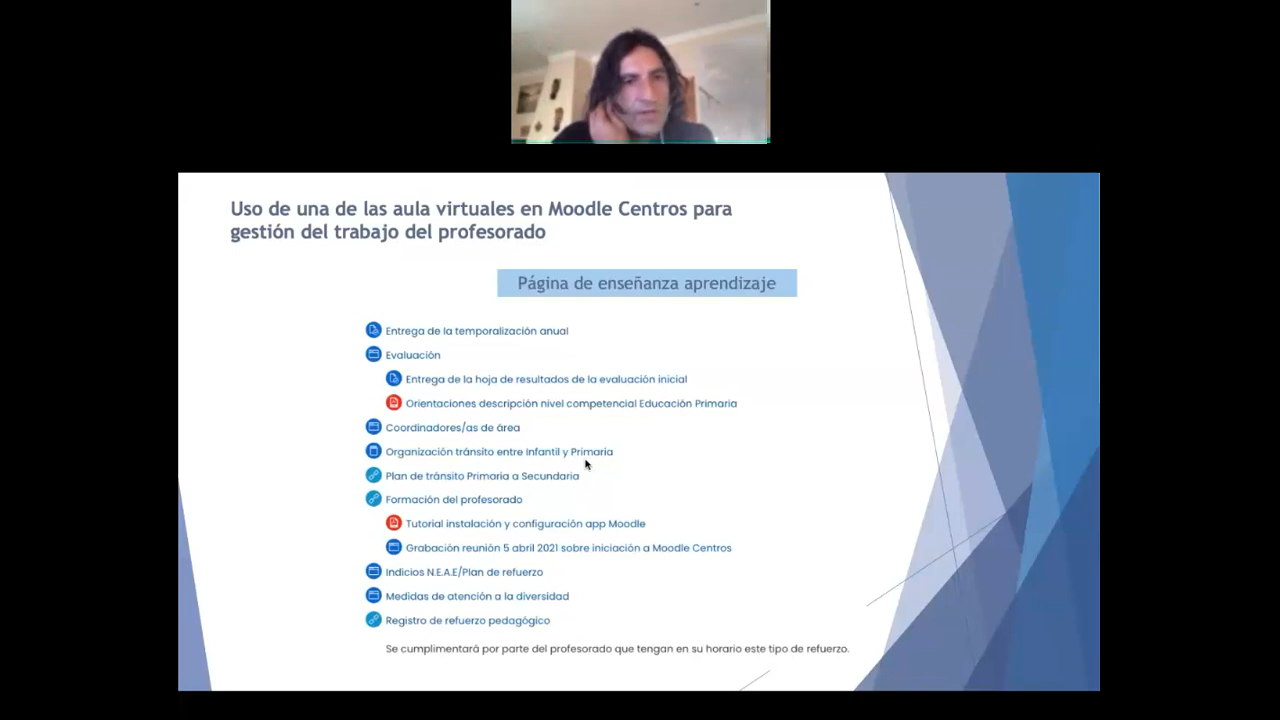 Uso de una de las aula virtuales en Moodle Centros para
gestión del trabajo del profesorado
Página de enseñanza aprendizaje
Entrega de la temporalización anual
Evaluación
Entrega de la hoja de resultados de la evaluación inicial
Orientaciones descripción nivel competencial Educación Primaria
Coordinadores/as de área
Organización tránsito entre Infantil y Primaria
Plan de tránsito Primaria a Secundaria
Formación del profesorado
Tutorial instalación y configuración app Moodle
Grabación reunión 5 abril 2021 sobre iniciación a Moodle Centros
Indicios N.E.A.E/Plan de refuerzo
Medidas de atención a la diversidad
Registro de refuerzo pedagógico
Se cumplimentará por parte del profesorado que tengan en su horario este tipo de refuerzo.